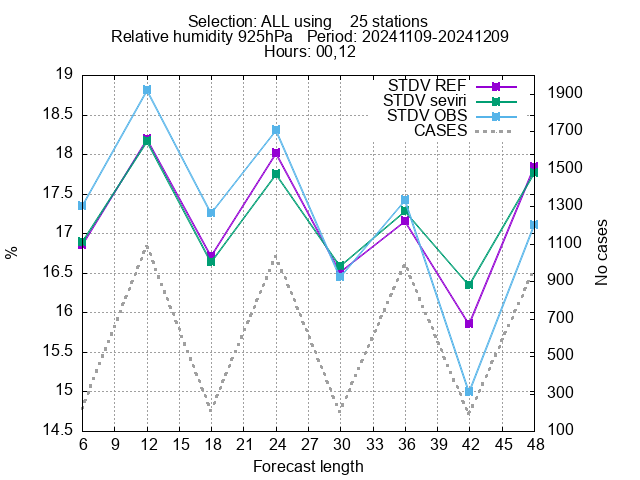 Selection: ALL using    25 stations
Relative humidity 925hPa   Period: 20241109-20241209
Hours: 00,12
STDV REF
STDV seviri
STDV OBS
CASES
19
18.5
18
17.5
17
16.5
16
15.5
15
14.5
%
1900
1700
1500
1300
1100
900
700
500
300
100
No cases
6 9 12 15 18 21 24 27 30 33 36 39 42 45 48
Forecast length